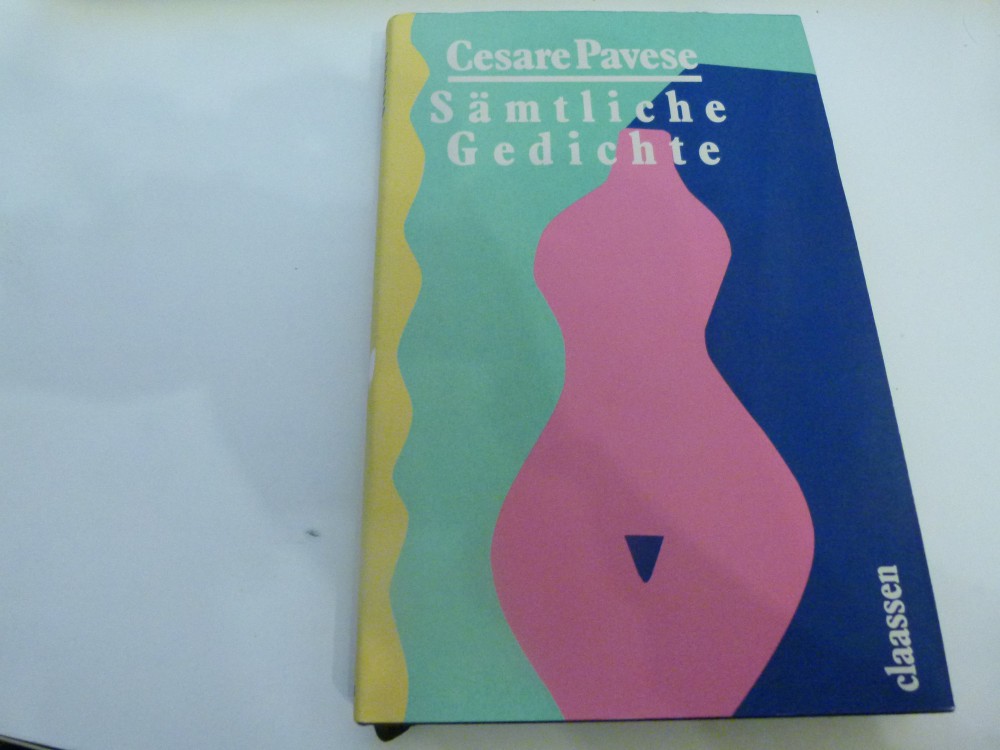 Cesare Pavese
Sämtliche
Gedichte
claassen